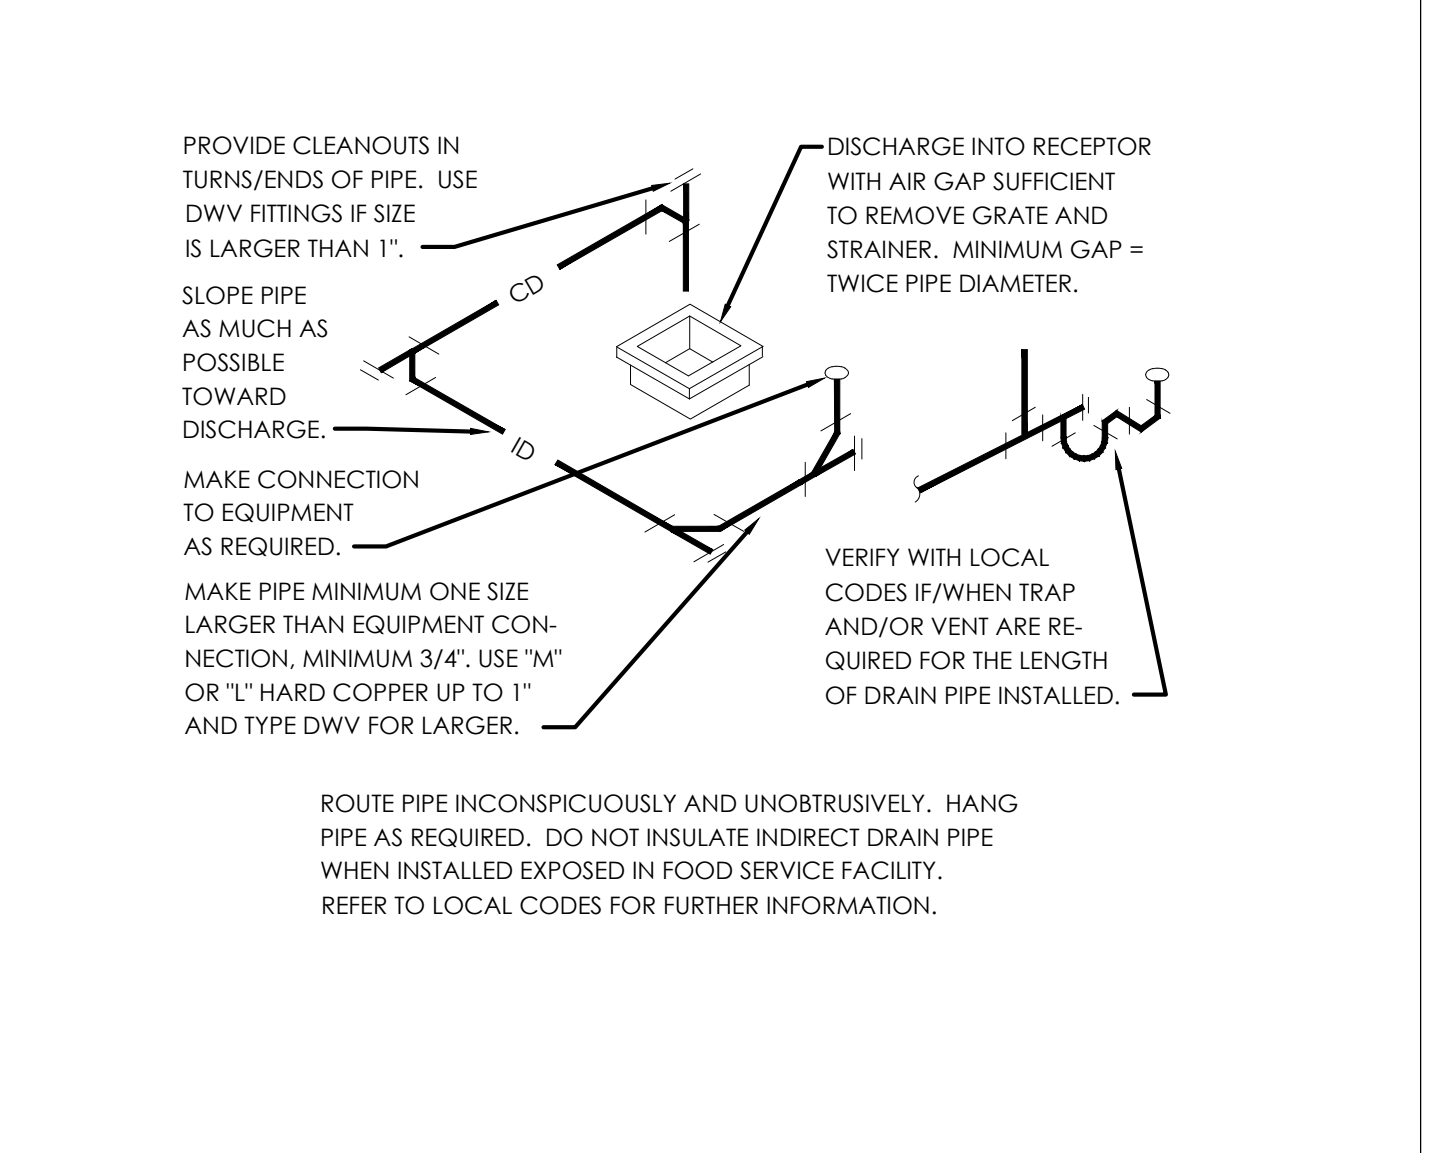 PROVIDE CLEANOUTS IN
TURNS/ENDS OF PIPE.  USE
DWV FITTINGS IF SIZE
IS LARGER THAN 1".
DISCHARGE INTO RECEPTOR
WITH AIR GAP SUFFICIENT
TO REMOVE GRATE AND
STRAINER.  MINIMUM GAP =
TWICE PIPE DIAMETER.
CD
SLOPE PIPE
AS MUCH AS
POSSIBLE
TOWARD
DISCHARGE.
ID
MAKE CONNECTION
TO EQUIPMENT
AS REQUIRED.
MAKE PIPE MINIMUM ONE SIZE
LARGER THAN EQUIPMENT CON-
NECTION, MINIMUM 3/4". USE "M"
OR "L" HARD COPPER UP TO 1"
AND TYPE DWV FOR LARGER.
VERIFY WITH LOCAL
CODES IF/WHEN TRAP
AND/OR VENT ARE RE-
QUIRED FOR THE LENGTH
OF DRAIN PIPE INSTALLED.
ROUTE PIPE INCONSPICUOUSLY AND UNOBTRUSIVELY.  HANG
PIPE AS REQUIRED.  DO NOT INSULATE INDIRECT DRAIN PIPE
WHEN INSTALLED EXPOSED IN FOOD SERVICE FACILITY.
REFER TO LOCAL CODES FOR FURTHER INFORMATION.